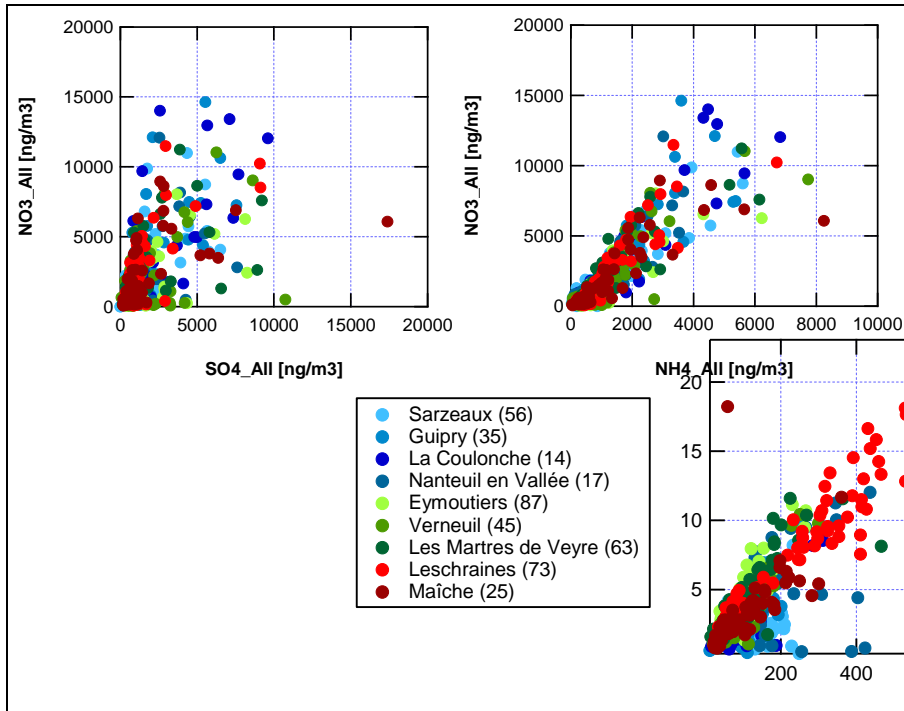 20000
15000
10000
5000
0
NO3_All [ng/m3]
0 5000 10000 15000 20000
SO4_All [ng/m3]
20000
15000
10000
5000
0
NO3_All [ng/m3]
0 2000 4000 6000 8000 10000
NH4_All [ng/m3]
20
15
10
5
200 400
Sarzeaux (56)
Guipry (35)
La Coulonche (14)
Nanteuil en Vallée (17)
Eymoutiers (87)
Verneuil (45)
Les Martres de Veyre (63)
Leschraines (73)
Maîche (25)